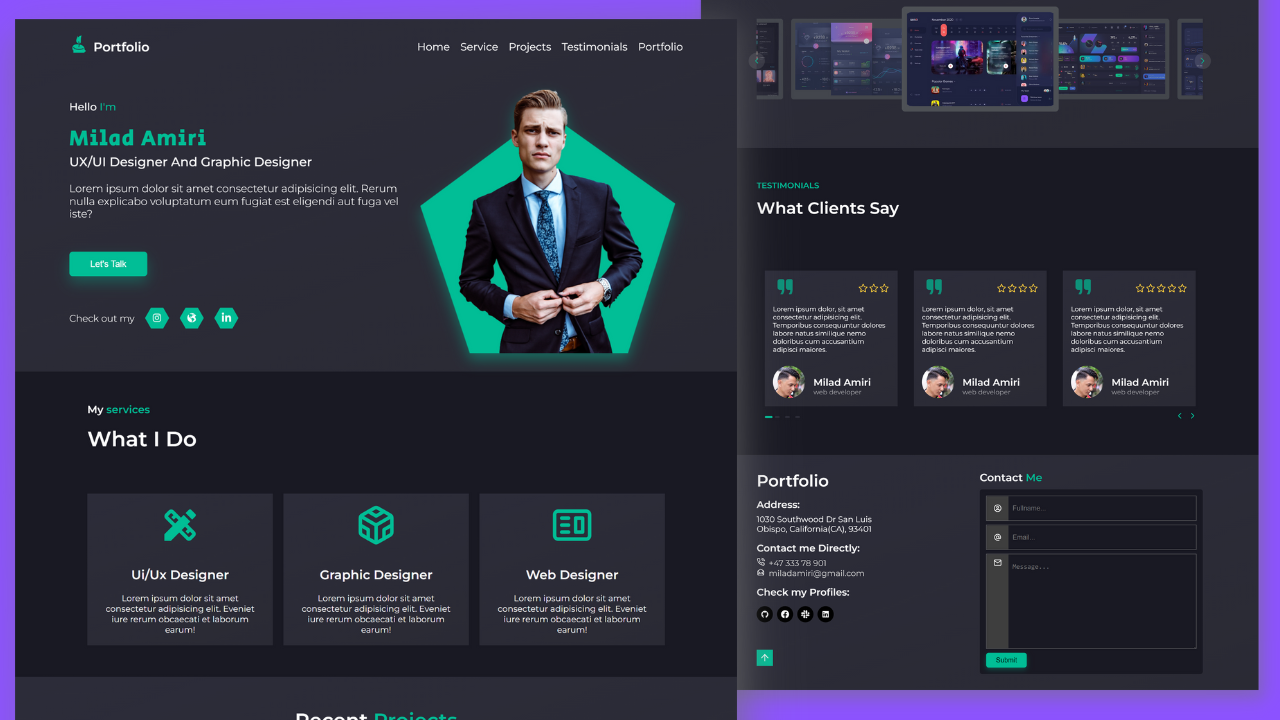 Portfolio
Home Service Projects Testimonials Portfolio
Hello I'm
Milad Amiri
UX/UI Designer And Graphic Designer
Lorem ipsum dolor sit amet consectetur adipisicing elit. Rerum
nulla explicabo voluptatum eum fugiat est eligendi aut fuga vel
iste?
Let's Talk
Check out my
My services
What I Do
Ui/Ux Designer
Lorem ipsum dolor sit amet
consectetur adipisicing elit. Eveniet
iure rerum obcaecati et laborum
earum!
Graphic Designer
Lorem ipsum dolor sit amet
consectetur adipisicing elit. Eveniet
iure rerum obcaecati et laborum
earum!
Web Designer
Lorem ipsum dolor sit amet
consectetur adipisicing elit. Eveniet
iure rerum obcaecati et laborum
earum!
Recent Projects
TESTIMONIALS
What Clients Say
Lorem ipsum dolor, sit amet
consectetur adipisicing elit.
Temporibus consequuntur dolores
labore natus similique nemo
doloribus cum accusantium
adipisci maiores.
Milad Amiri
web developer
Lorem ipsum dolor, sit amet
consectetur adipisicing elit.
Temporibus consequuntur dolores
labore natus similique nemo
doloribus cum accusantium
adipisci maiores.
Milad Amiri
web developer
Lorem ipsum dolor, sit amet
consectetur adipisicing elit.
Temporibus consequuntur dolores
labore natus similique nemo
doloribus cum accusantium
adipisci maiores.
Milad Amiri
web developer
Portfolio
Address:
1030 Southwood Dr San Luis
Obispo, California(CA), 93401
Contact me Directly:
+47 333 78 901
miladamiri@gmail.com
Check my Profiles:
Contact Me
Fullname...
Email...
Message...
Submit